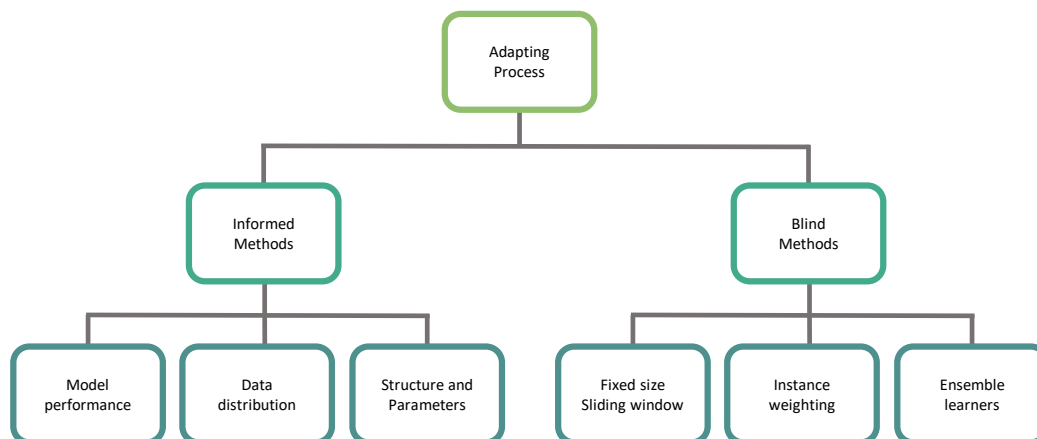 Adapting
Process
Informed
Methods
Blind
Methods
Model
performance
Data
distribution
Structure and
Parameters
Fixed size
Sliding window
Instance
weighting
Ensemble
learners